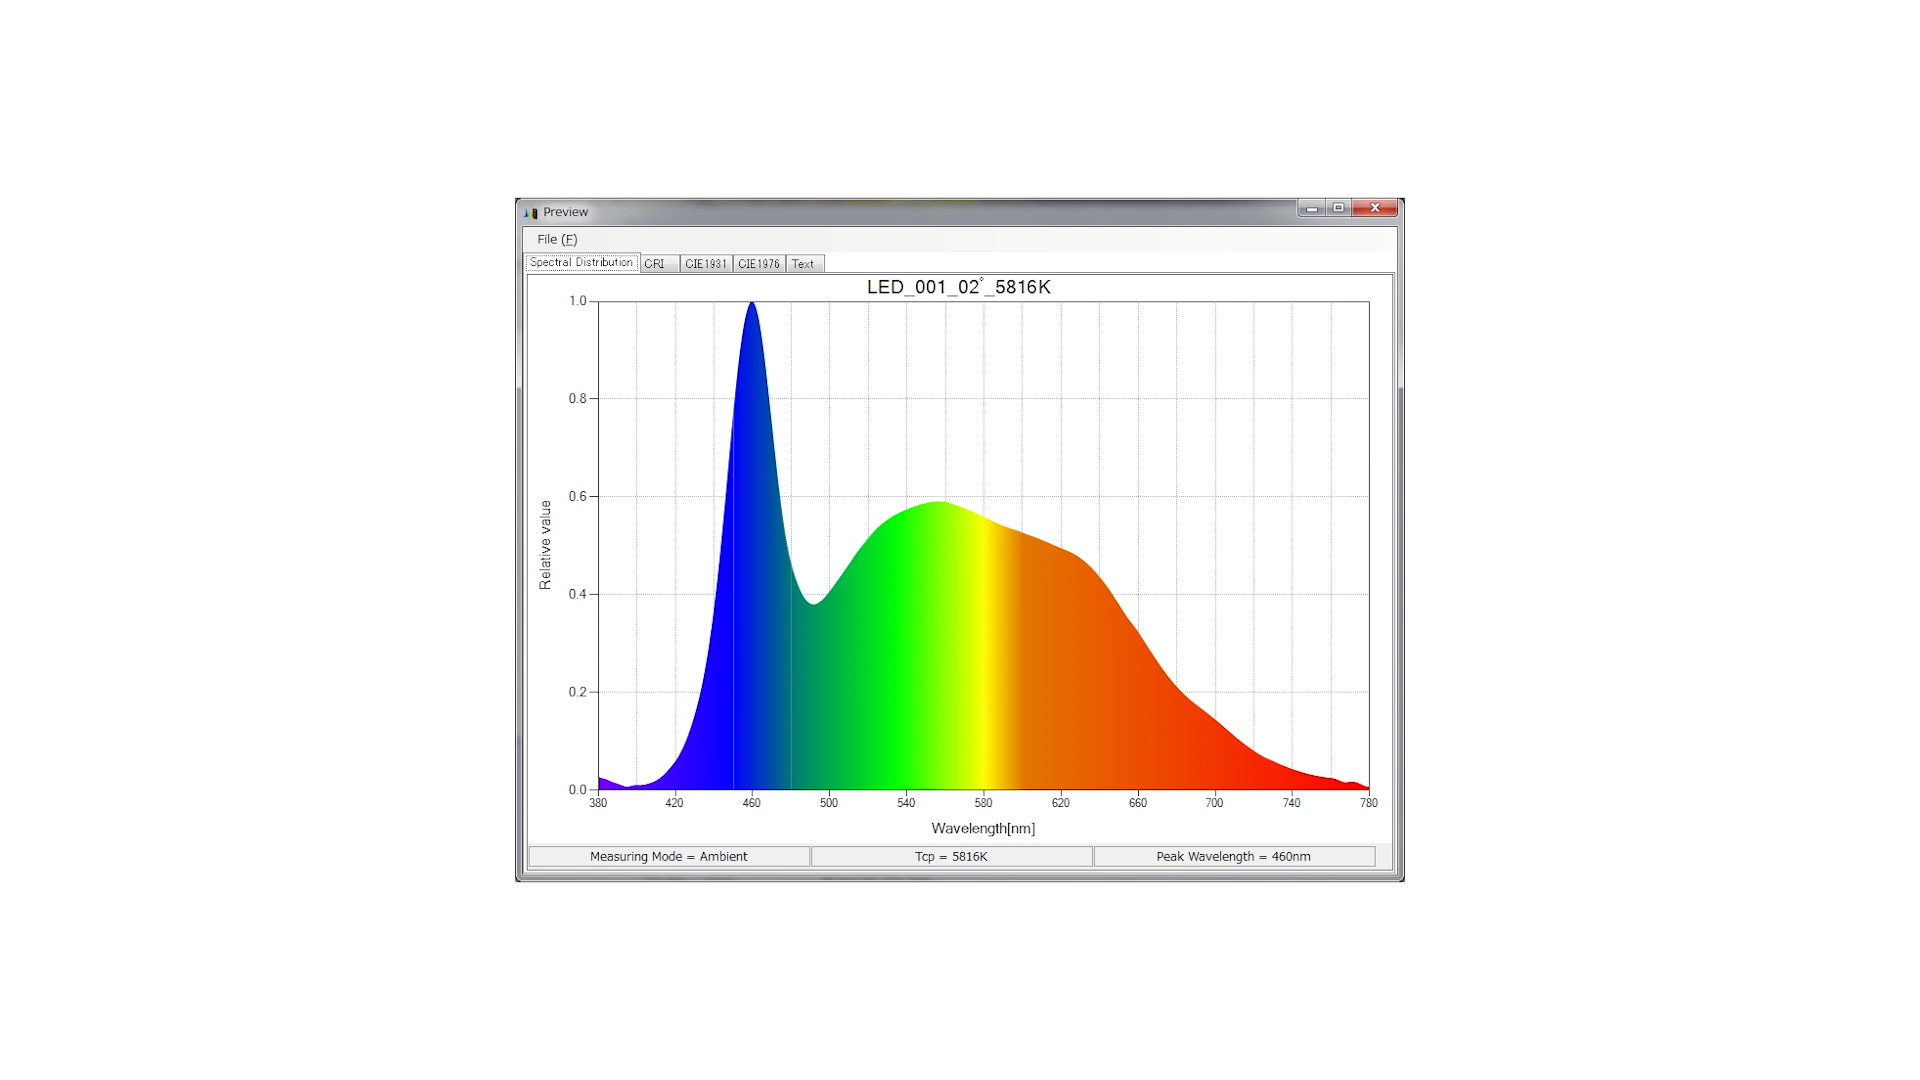 Preview
File (F)
Spectral Distribution CRI CIE1931 CIE1976 Text
LED_001_02°_5816K
1.0
0.8
0.6
0.4
0.2
0.0
Relative value
380 420 460 500 540 580 620 660 700 740 780
Wavelength[nm]
Measuring Mode = Ambient Tcp = 5816K Peak Wavelength = 460nm